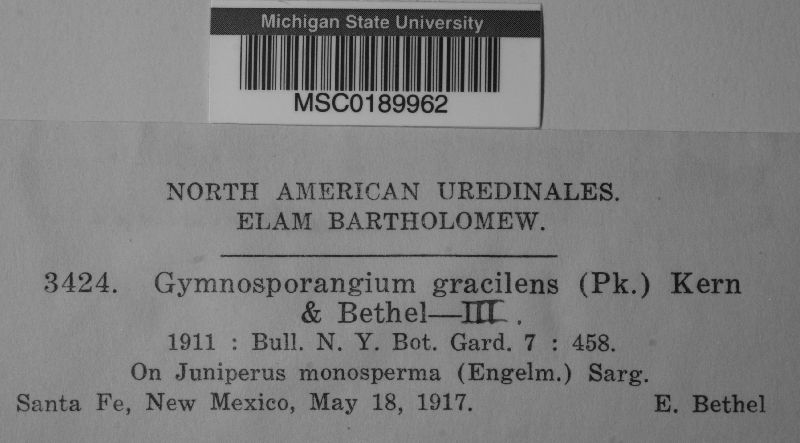 Michigan State University
MSC0189962
NORTH AMERICAN UREDINALES.
ELAM BARTHOLOMEW.
3424. Gymnosporangium gracilens (Pk.) Kern
& Bethel—III.
1911 : Bull. N. Y. Bot. Gard. 7 : 458.
On Juniperus monosperma (Engelm.) Sarg.
Santa Fe, New Mexico, May 18, 1917. E. Bethel